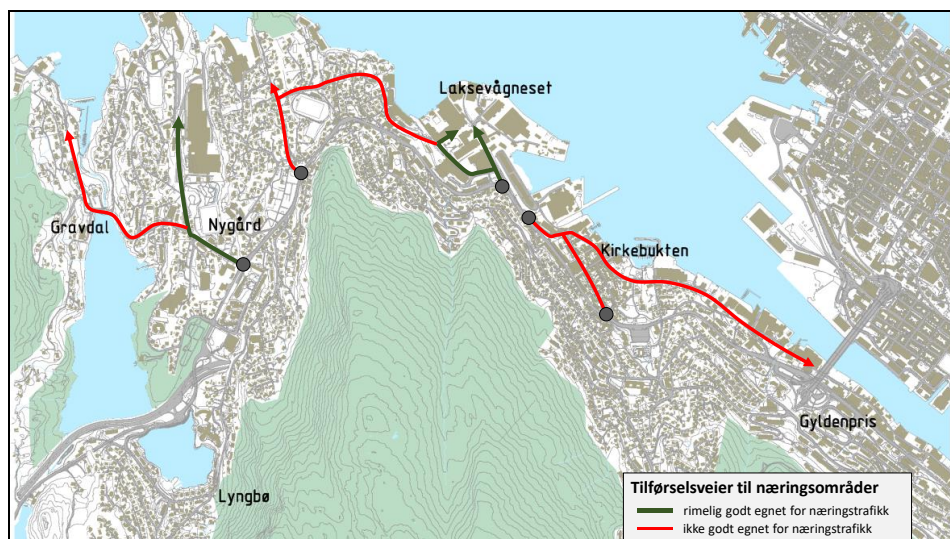 Laksevågneset
Gravdal
Nygård
Kirkebukten
Gyldenpris
Lyngbø
Tilførselsveier til næringsområder
rimelig godt egnet for næringstrafikk
ikke godt egnet for næringstrafikk